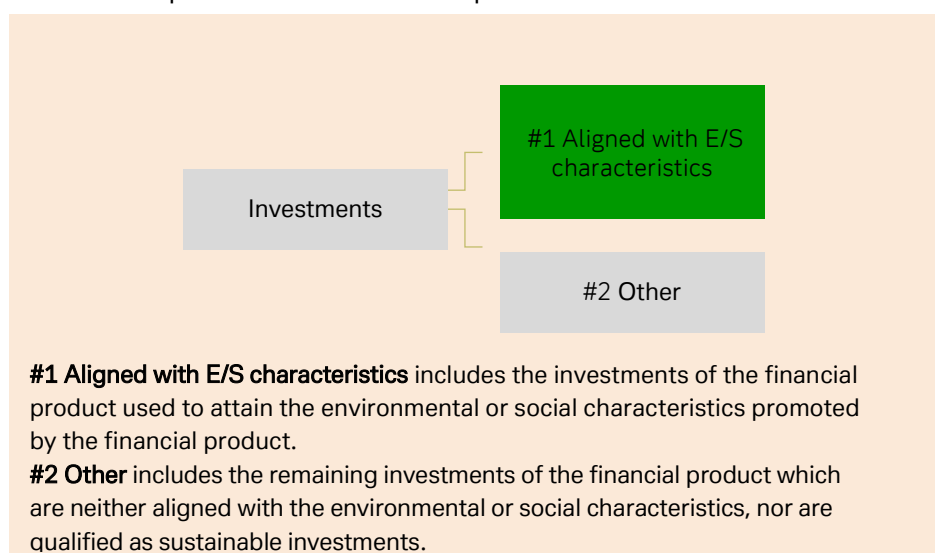 #1 Aligned with E/S
characteristics
Investments
#2 Other
#1 Aligned with E/S characteristics includes the investments of the financial
product used to attain the environmental or social characteristics promoted
by the financial product.
#2 Other includes the remaining investments of the financial product which
are neither aligned with the environmental or social characteristics, nor are
qualified as sustainable investments.